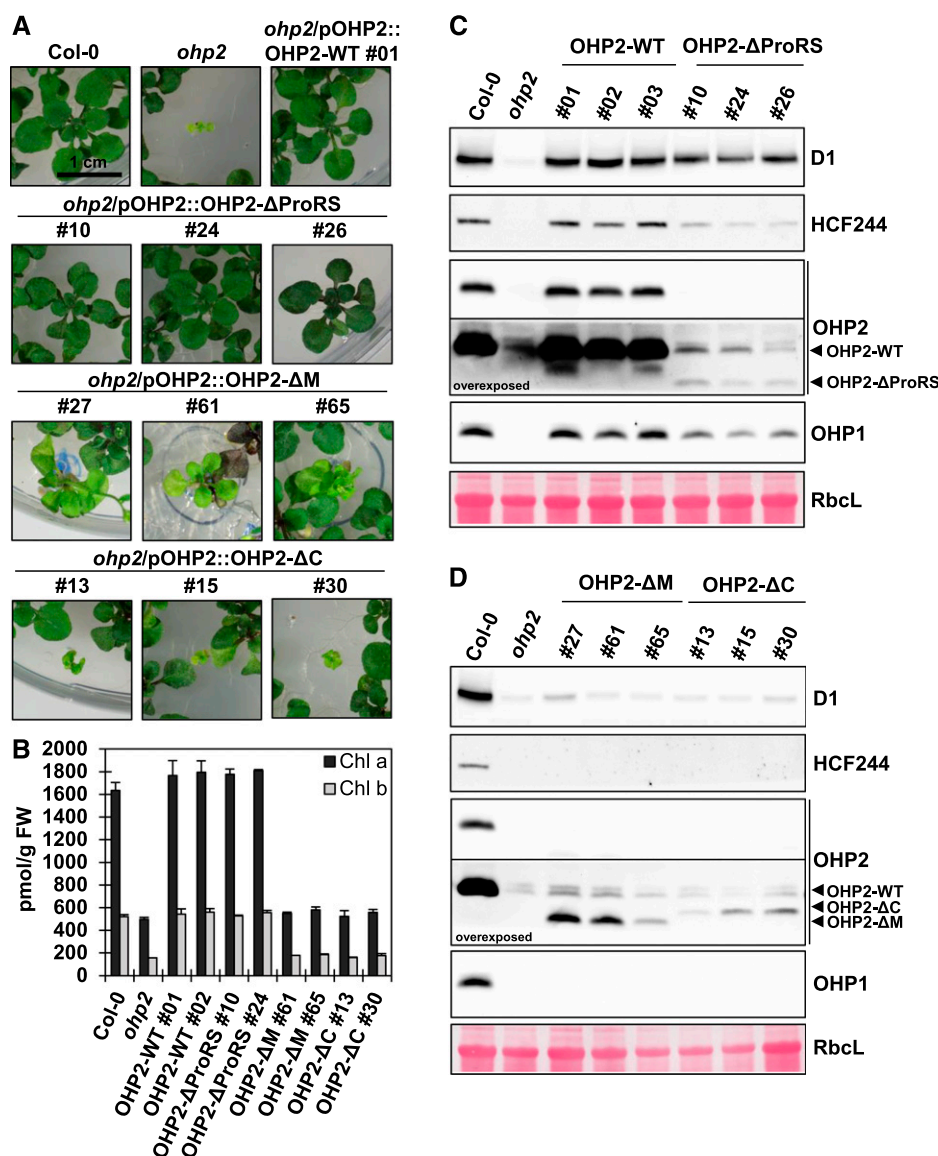 A
Col-0
ohp2
ohp2/pOHP2::
OHP2-WT #01
1 cm
ohp2/pOHP2::OHP2-ΔProRS
#10 #24 #26
ohp2/pOHP2::OHP2-ΔM
#27 #61 #65
ohp2/pOHP2::OHP2-ΔC
#13 #15 #30
B
2000
1800
1600
1400
1200
1000
800
600
400
200
0
pmol/g FW
Chl a
Chl b
Col-0
ohp2
OHP2-WT #01
OHP2-WT #02
OHP2-ΔProRS #10
OHP2-ΔProRS #24
OHP2-ΔM #61
OHP2-ΔM #65
OHP2-ΔC #13
OHP2-ΔC #30
C
OHP2-WT OHP2-ΔProRS
Col-0 ohp2 #01 #02 #03 #10 #24 #26
D1
HCF244
OHP2
OHP2-WT
OHP2-ΔProRS
overexposed
OHP1
RbcL
D
OHP2-ΔM OHP2-ΔC
Col-0 ohp2 #27 #61 #65 #13 #15 #30
D1
HCF244
OHP2
OHP2-WT
OHP2-ΔC
OHP2-ΔM
overexposed
OHP1
RbcL